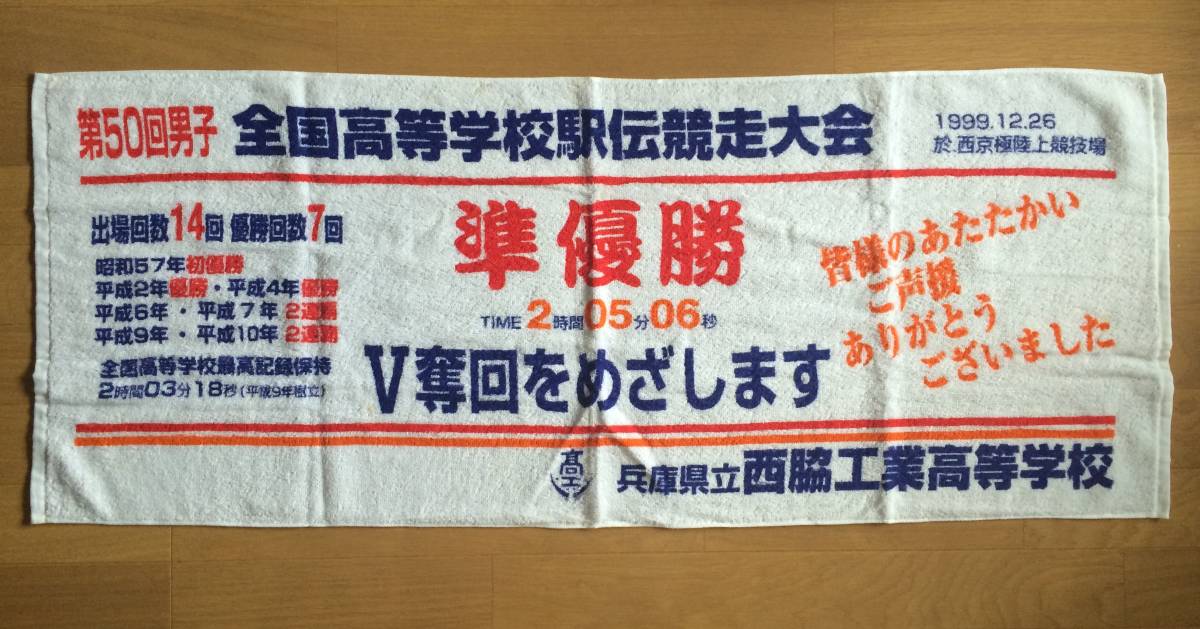 第50回男子 全国高等学校駅伝競走大会
1999.12.26
於.西京極陸上競技場
出場回数14回 優勝回数7回
昭和57年初優勝
平成2年優勝・平成4年優勝
平成6年・平成7年2連覇
平成9年・平成10年2連覇
全国高等学校最高記録保持
2時間03分18秒(平成9年樹立)
準優勝
TIME 2時間05分06秒
V奪回をめざします
皆様のあたたかい
ご声援
ありがとう
ございました
高工
兵庫県立西脇工業高等学校